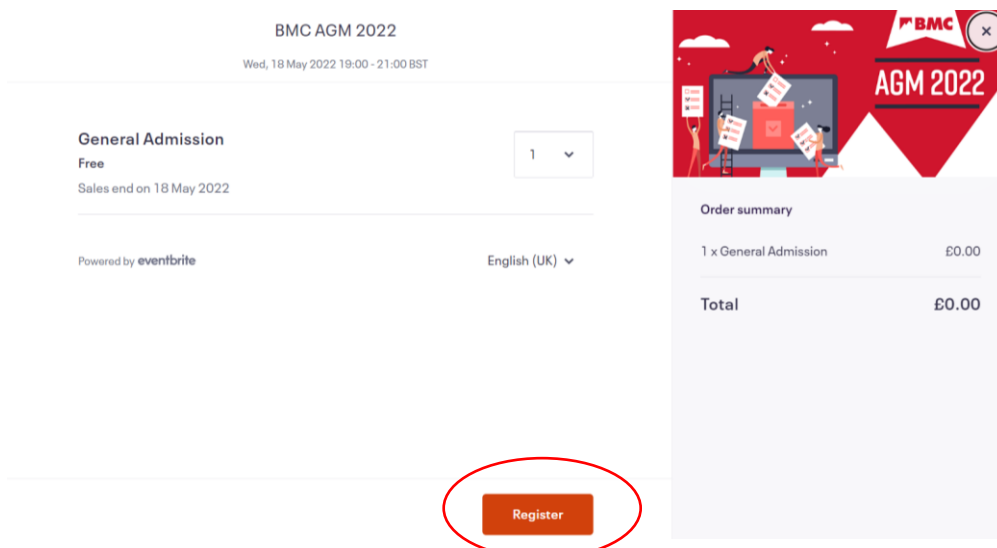 BMC AGM 2022
Wed, 18 May 2022 19:00 - 21:00 BST
General Admission
Free
Sales end on 18 May 2022
1
Powered by eventbrite
English (UK)
Register
BMC
AGM 2022
Order summary
1 x General Admission £0.00
Total £0.00